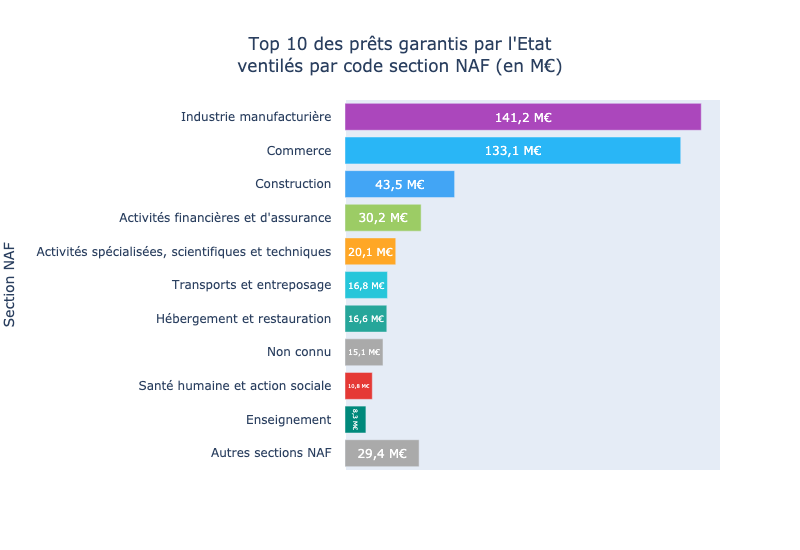 Top 10 des prêts garantis par l'Etat
ventilés par code section NAF (en M€)
Section NAF
Industrie manufacturière 141,2 M€
Commerce 133,1 M€
Construction 43,5 M€
Activités financières et d'assurance 30,2 M€
Activités spécialisées, scientifiques et techniques 20,1 M€
Transports et entreposage 16,8 M€
Hébergement et restauration 16,6 M€
Non connu 15,1 M€
Santé humaine et action sociale 10,8 M€
Enseignement 8,3 M€
Autres sections NAF 29,4 M€